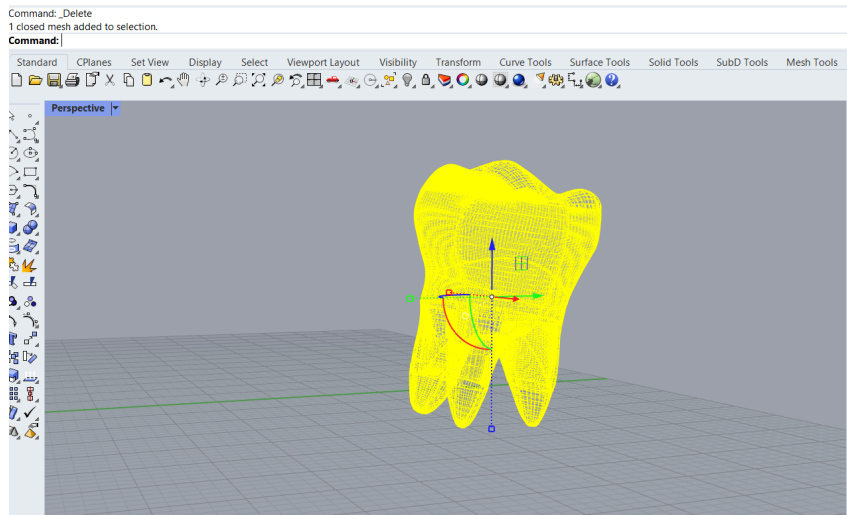 Command: _Delete
1 closed mesh added to selection.
Command:
Standard CPlanes Set View Display Select Viewport Layout Visibility Transform Curve Tools Surface Tools Solid Tools SubD Tools Mesh Tools
Perspective